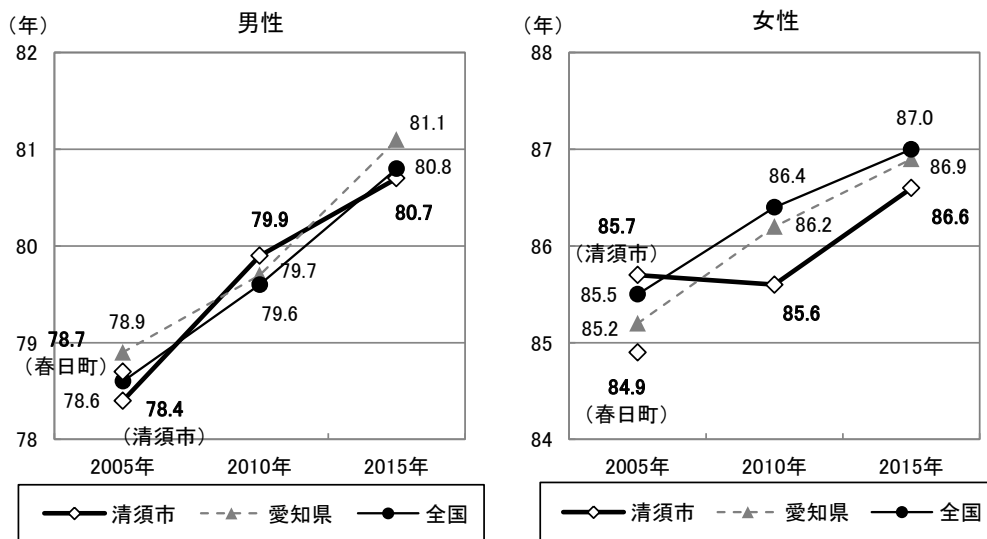 （年）
男性
82
81
80
79
78
81.1
80.8
80.7
79.9
79.7
79.6
78.9
78.7
（春日町）
78.6
78.4
（清須市）
2005年
2010年
2015年
清須市
愛知県
全国
（年）
女性
88
87
86
85
84
87.0
86.9
86.6
86.4
86.2
85.7
（清須市）
85.5
85.6
85.2
84.9
（春日町）
2005年
2010年
2015年
清須市
愛知県
全国